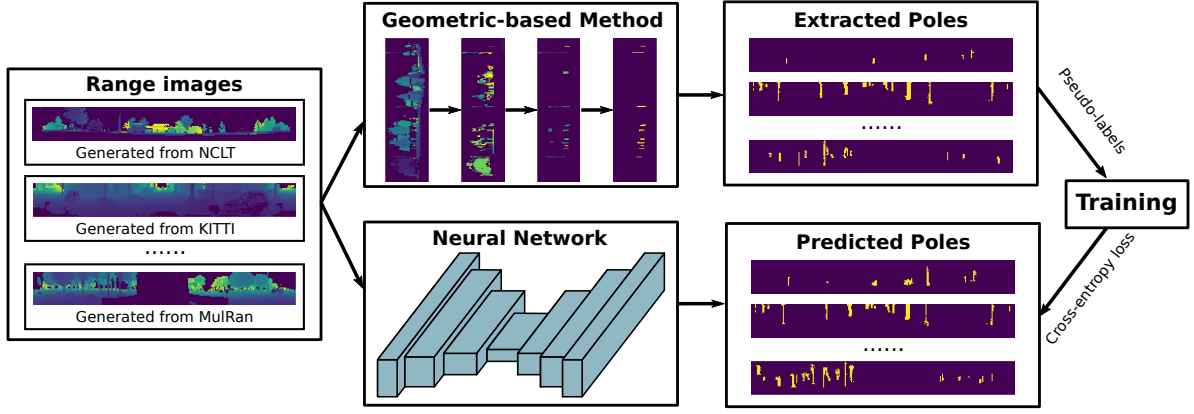 Range images
Generated from NCLT
Generated from KITTI
......
Generated from MulRan
Geometric-based Method
Neural Network
Extracted Poles
......
Predicted Poles
......
Pseudo-labels
Training
Cross-entropy loss